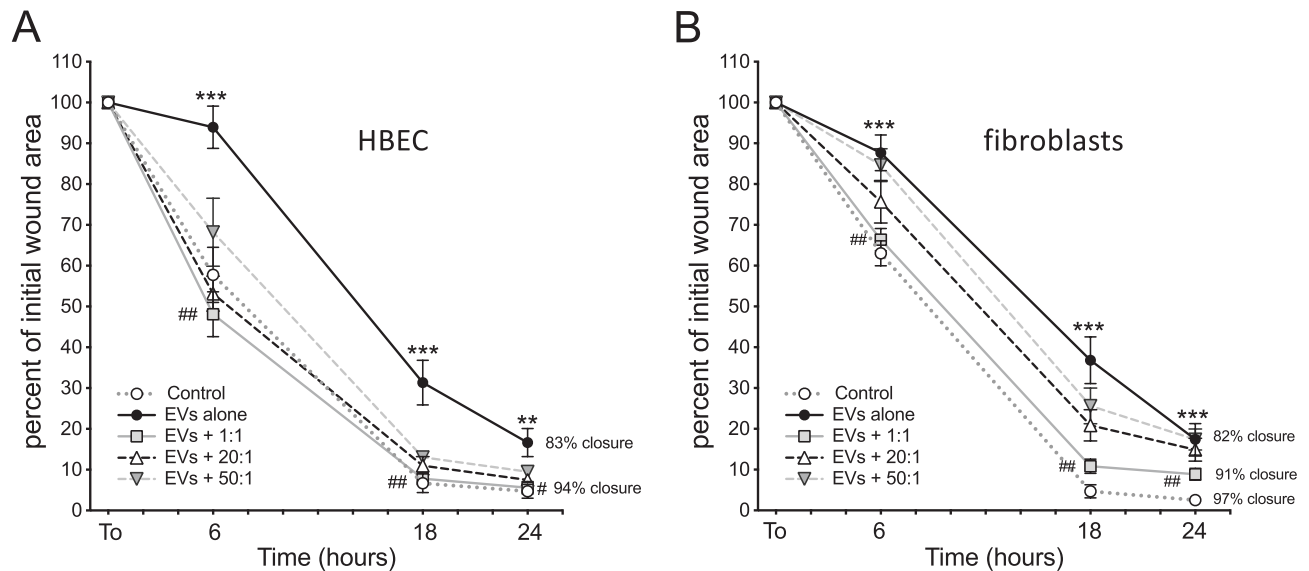 A
percent of initial wound area
110
100
90
80
70
60
50
40
30
20
10
0
HBEC
***
##
***
##
**
83% closure
# 94% closure
Control
EVs alone
EVs + 1:1
EVs + 20:1
EVs + 50:1
To 6 18 24
Time (hours)
B
percent of initial wound area
110
100
90
80
70
60
50
40
30
20
10
0
fibroblasts
***
##
***
##
***
82% closure
91% closure
##
97% closure
Control
EVs alone
EVs + 1:1
EVs + 20:1
EVs + 50:1
To 6 18 24
Time (hours)